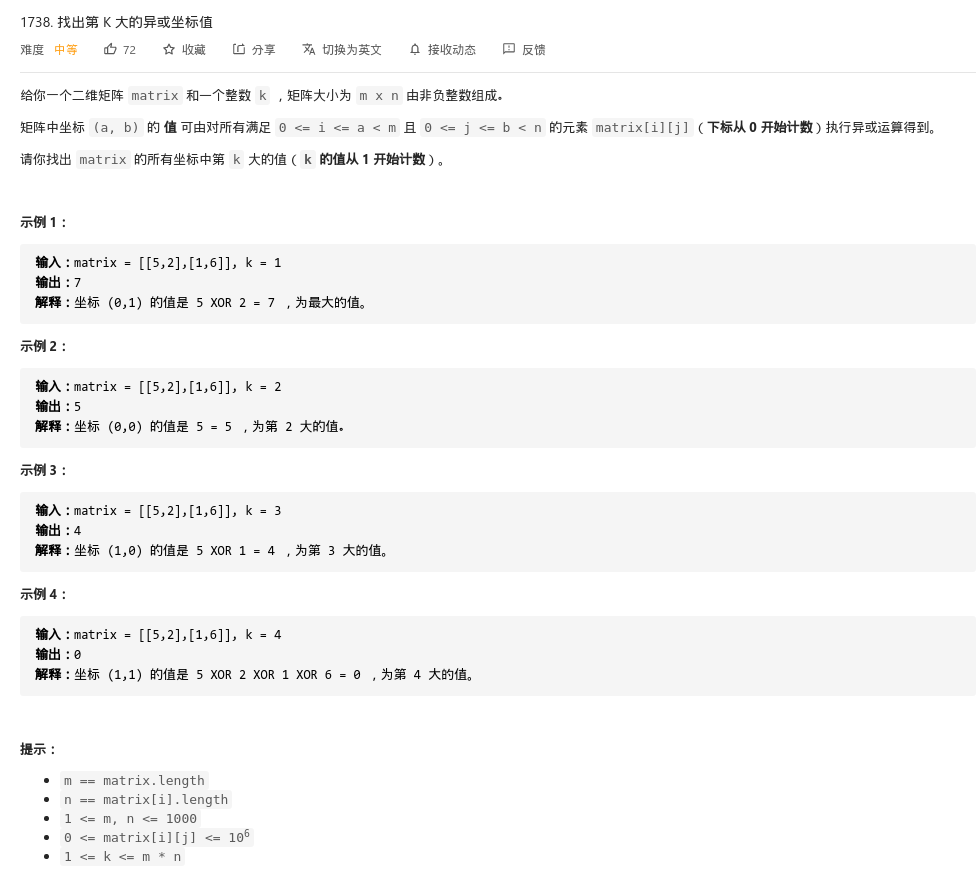 1738. 找出第 K 大的异或坐标值
难度 中等 72 收藏 分享 切换为英文 接收动态 反馈
给你一个二维矩阵 matrix 和一个整数 k ，矩阵大小为 m x n 由非负整数组成。
矩阵中坐标 (a, b) 的 值 可由对所有满足 0 <= i <= a < m 且 0 <= j <= b < n 的元素 matrix[i][j]（下标从 0 开始计数）执行异或运算得到。
请你找出 matrix 的所有坐标中第 k 大的值（k 的值从 1 开始计数）。
示例 1：
输入：matrix = [[5,2],[1,6]], k = 1
输出：7
解释：坐标 (0,1) 的值是 5 XOR 2 = 7 ，为最大的值。
示例 2：
输入：matrix = [[5,2],[1,6]], k = 2
输出：5
解释：坐标 (0,0) 的值是 5 = 5 ，为第 2 大的值。
示例 3：
输入：matrix = [[5,2],[1,6]], k = 3
输出：4
解释：坐标 (1,0) 的值是 5 XOR 1 = 4 ，为第 3 大的值。
示例 4：
输入：matrix = [[5,2],[1,6]], k = 4
输出：0
解释：坐标 (1,1) 的值是 5 XOR 2 XOR 1 XOR 6 = 0 ，为第 4 大的值。
提示：
m == matrix.length
n == matrix[i].length
1 <= m, n <= 1000
0 <= matrix[i][j] <= 10⁶
1 <= k <= m * n